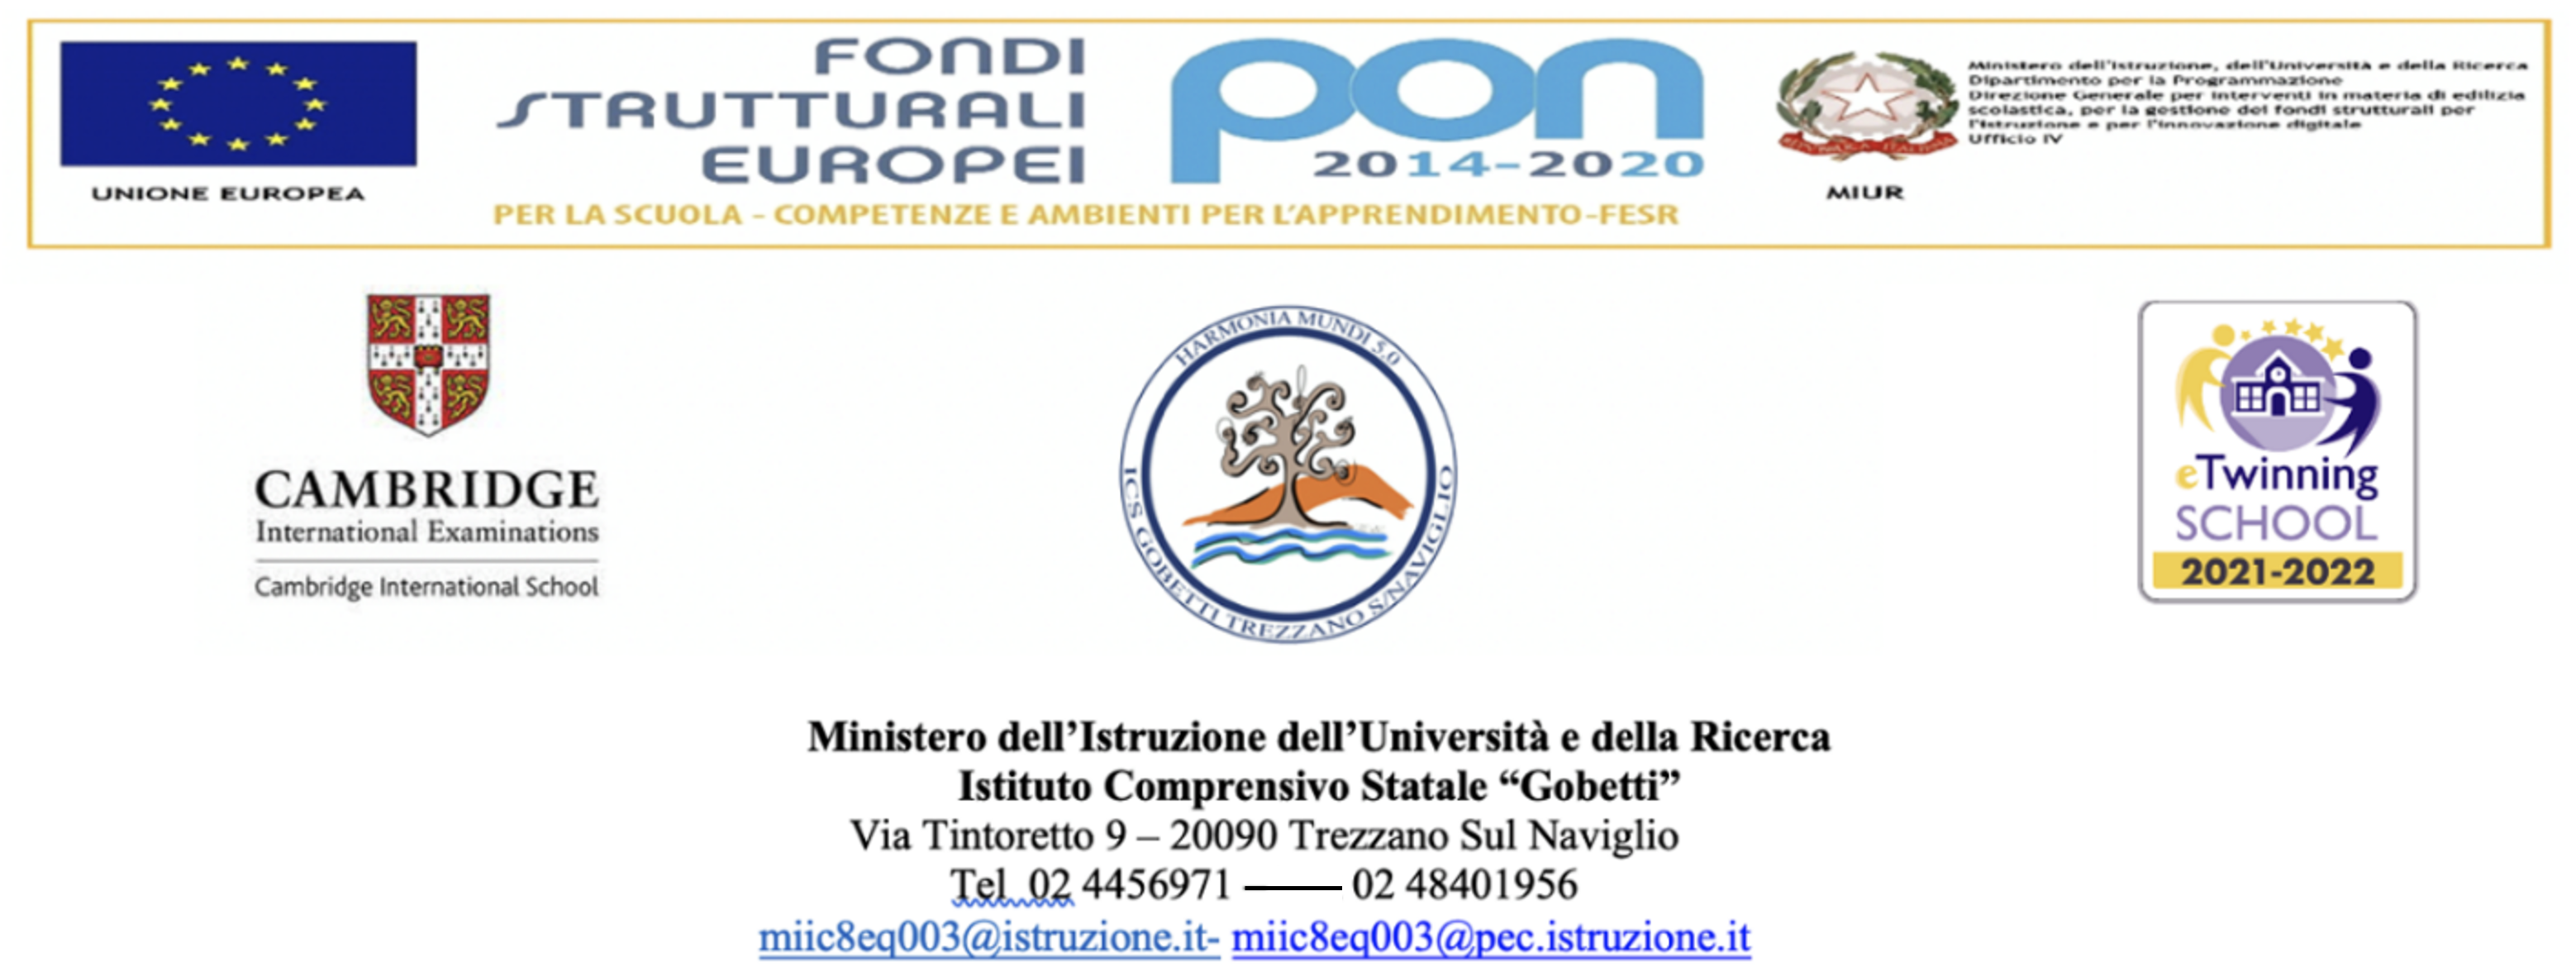 UNIONE EUROPEA
FONDI
STRUTTURALI
EUROPEI
pon
2014-2020
PER LA SCUOLA - COMPETENZE E AMBIENTI PER L'APPRENDIMENTO-FESR
REPVBBLICA ITALIANA
MIUR
Ministero dell'Istruzione, dell'Università e della Ricerca
Dipartimento per la Programmazione
Direzione Generale per interventi in materia di edilizia
scolastica, per la gestione dei fondi strutturali per
l'istruzione e per l'innovazione digitale
Ufficio IV
CAMBRIDGE
International Examinations
Cambridge International School
HARMONIA MUNDI 5.0
ICS GOBETTI TREZZANO S/NAVIGLIO
eTwinning
SCHOOL
2021-2022
Ministero dell’Istruzione dell’Università e della Ricerca
Istituto Comprensivo Statale “Gobetti”
Via Tintoretto 9 – 20090 Trezzano Sul Naviglio
Tel 02 4456971 —— 02 48401956
miic8eq003@istruzione.it- miic8eq003@pec.istruzione.it